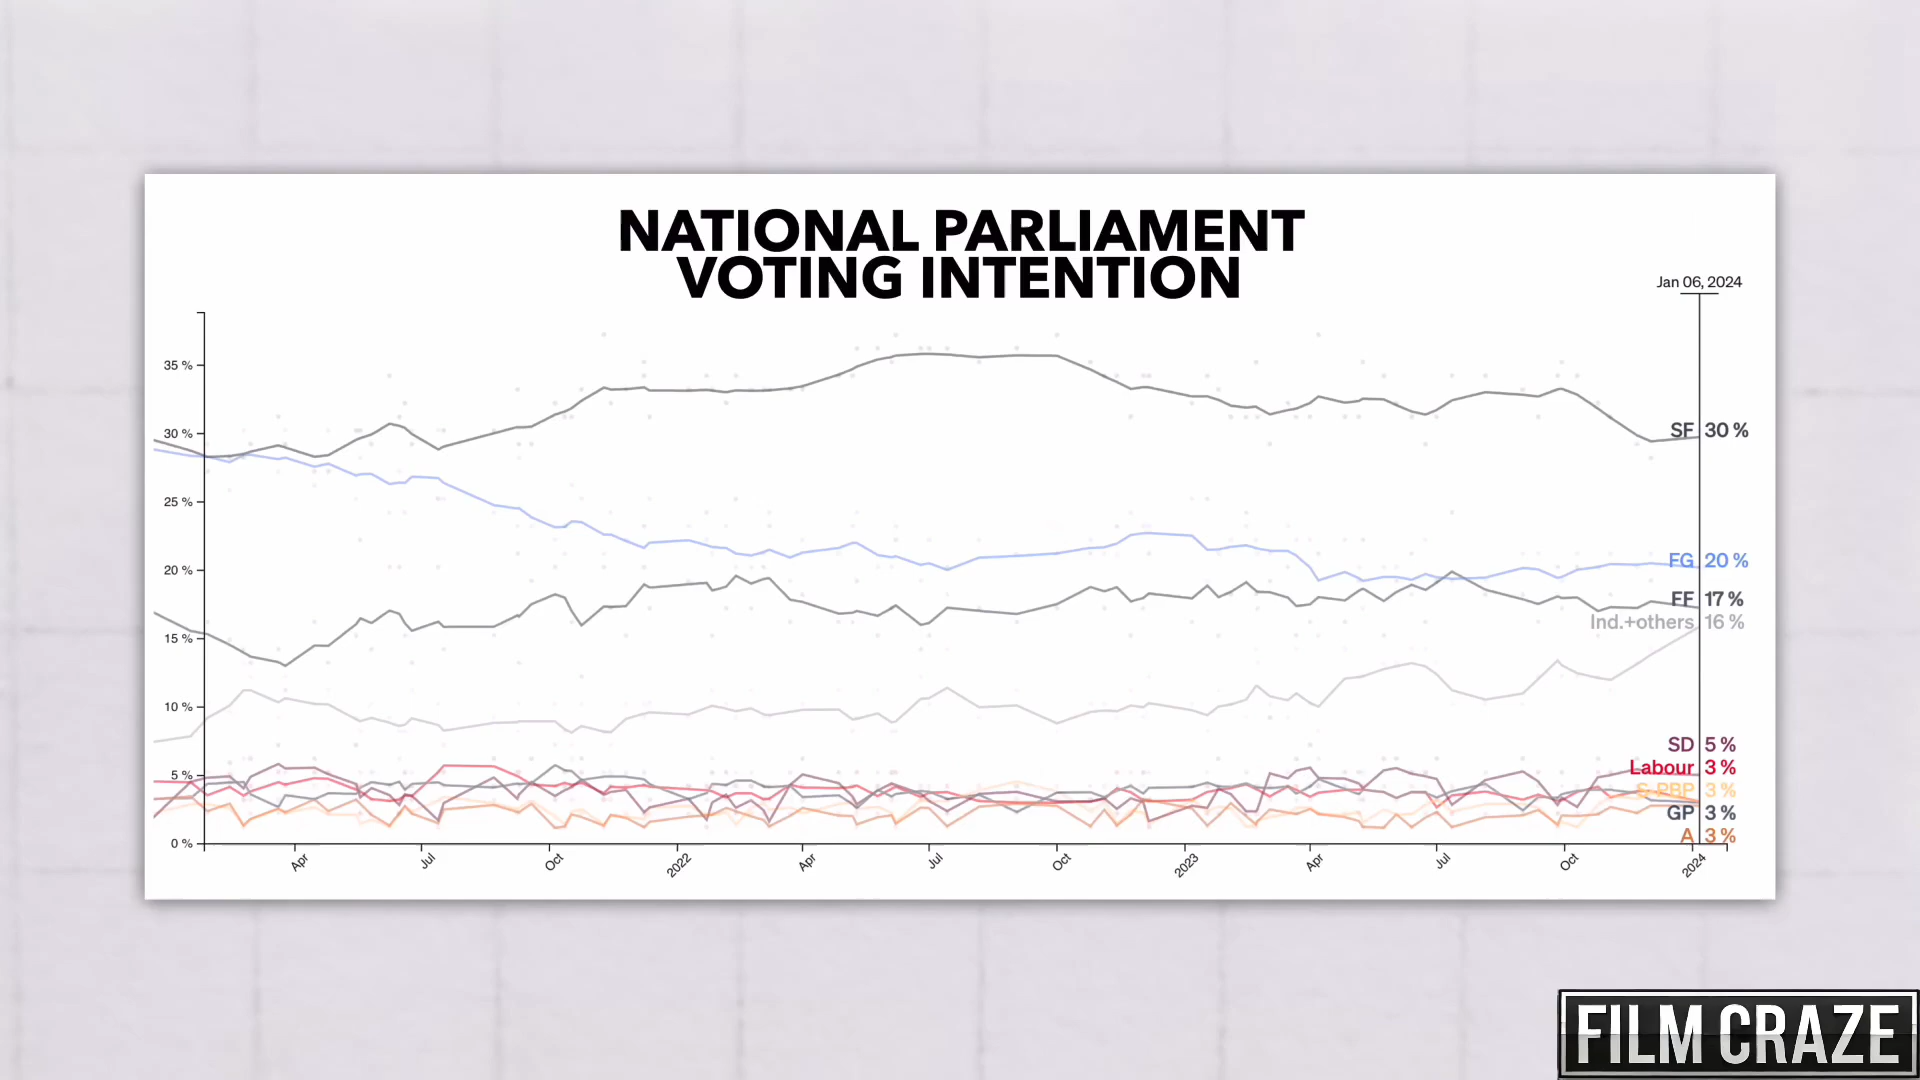 NATIONAL PARLIAMENT
VOTING INTENTION
Jan 06, 2024
35 %
30 %
25 %
20 %
15 %
10 %
5 %
0 %
SF 30 %
FG 20 %
FF 17 %
Ind.+others 16 %
SD 5 %
Labour 3 %
S-PBP 3 %
GP 3 %
A 3 %
Apr Jul Oct 2022 Apr Jul Oct 2023 Apr Jul Oct 2024
FILM CRAZE